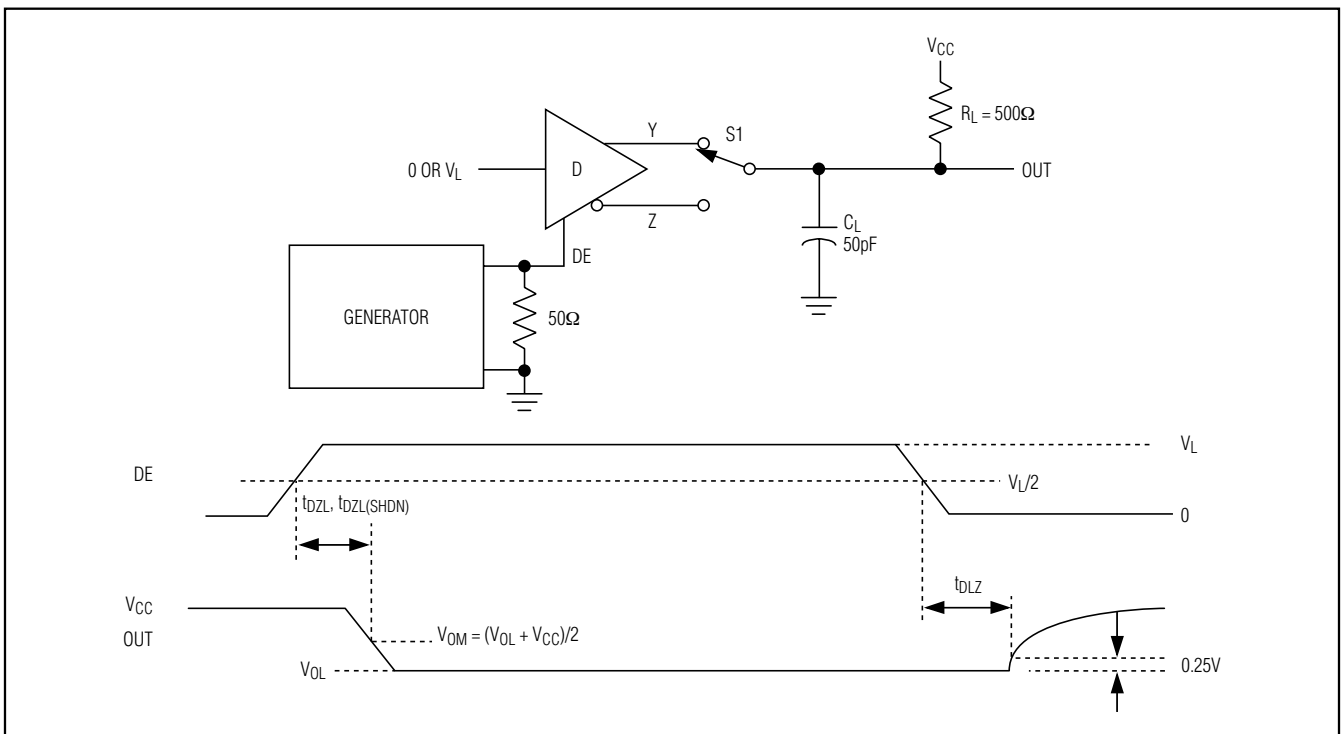 VCC
RL = 500Ω
Y
S1
0 OR VL
D
OUT
Z
CL
50pF
DE
GENERATOR
50Ω
VL
DE
VL/2
tDZL, tDZL(SHDN)
0
tDLZ
VCC
OUT
VOM = (VOL + VCC)/2
VOL
0.25V